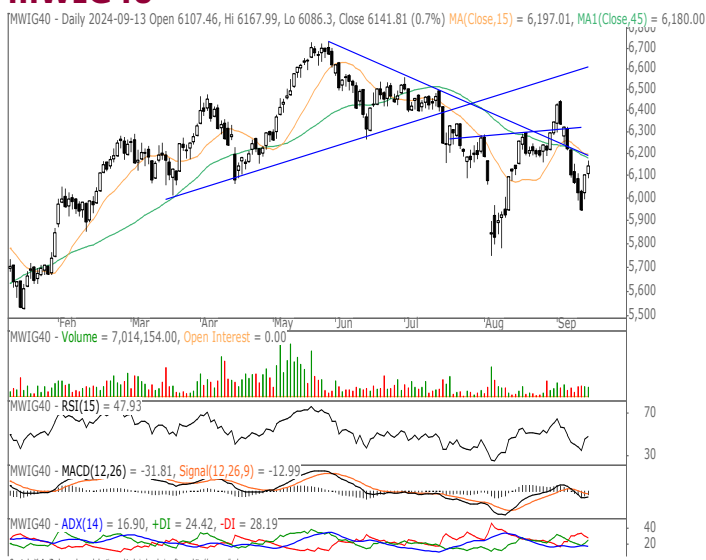 MWIG40
MWIG40 - Daily 2024-09-13 Open 6107.46, Hi 6167.99, Lo 6086.3, Close 6141.81 (0.7%) MA(Close,15) = 6,197.01, MA1(Close,45) = 6,180.00
6,800
6,700
6,600
6,500
6,400
6,300
6,200
6,100
6,000
5,900
5,800
5,700
5,600
5,500
Feb Mar Apr May Jun Jul Aug Sep
MWIG40 - Volume = 7,014,154.00, Open Interest = 0.00
MWIG40 - RSI(15) = 47.93
70
30
MWIG40 - MACD(12,26) = -31.81, Signal(12,26,9) = -12.99
MWIG40 - ADX(14) = 16.90, +DI = 24.42, -DI = 28.19
40
20